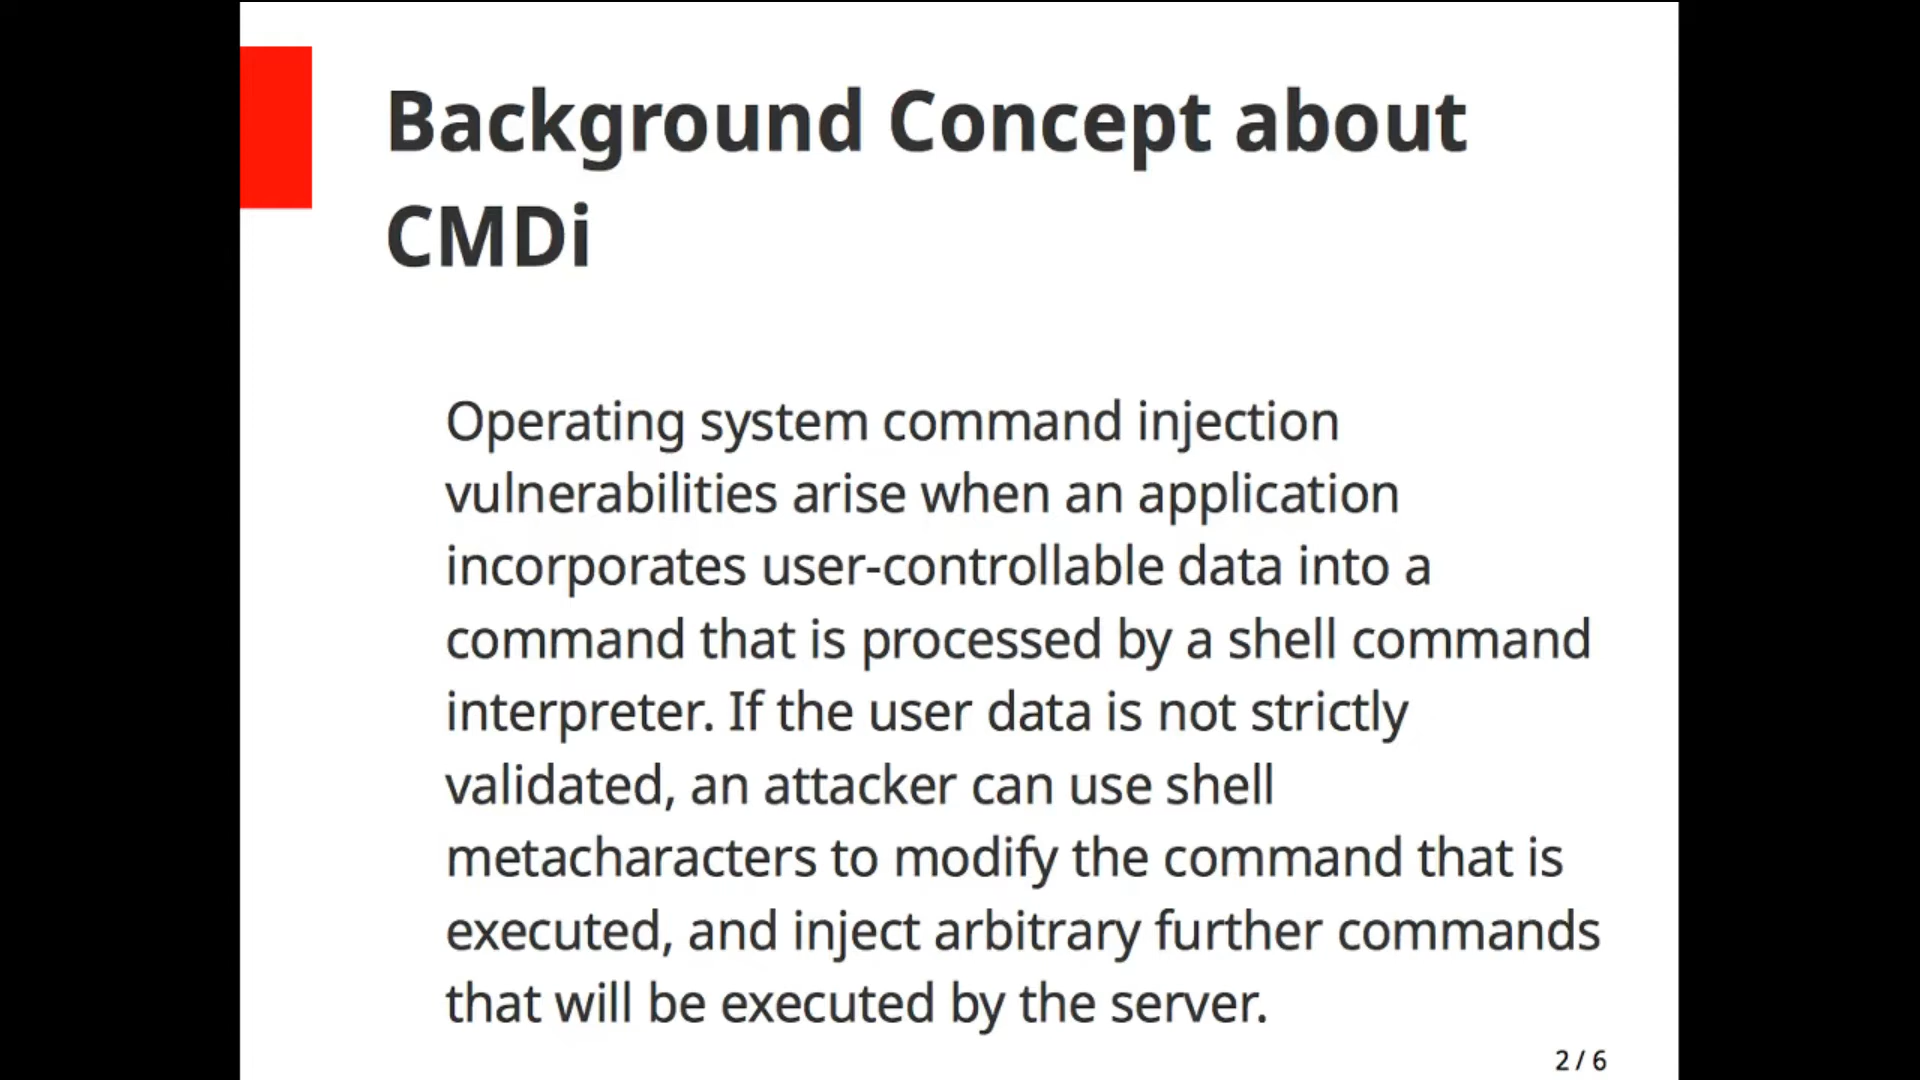 Background Concept about
CMDi
Operating system command injection
vulnerabilities arise when an application
incorporates user-controllable data into a
command that is processed by a shell command
interpreter. If the user data is not strictly
validated, an attacker can use shell
metacharacters to modify the command that is
executed, and inject arbitrary further commands
that will be executed by the server.
2 / 6